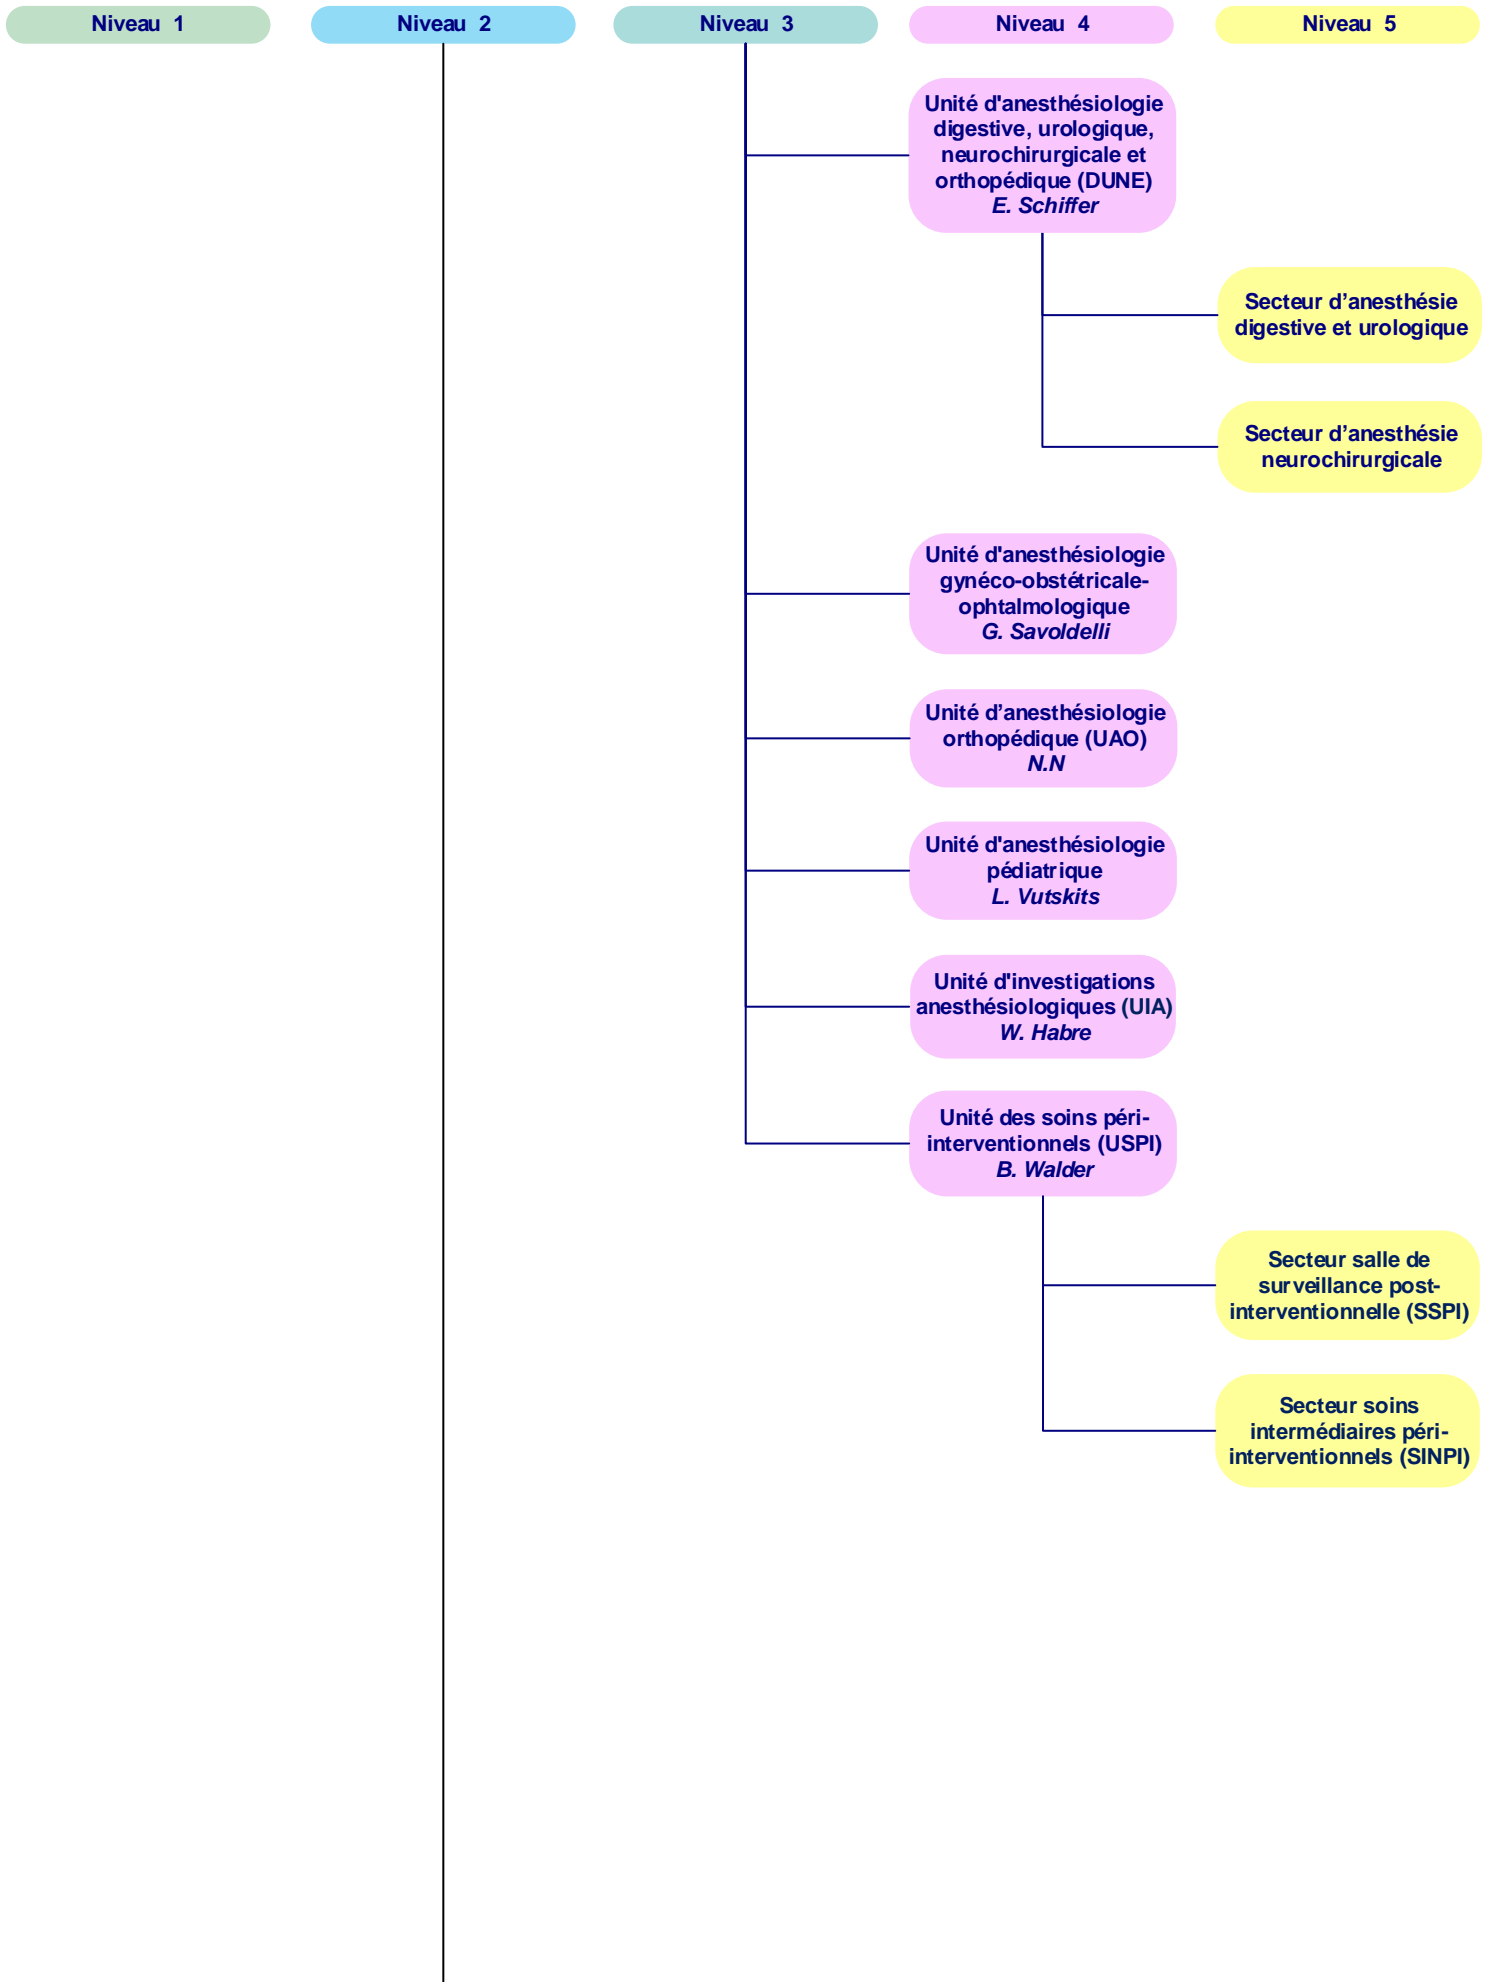 Niveau 1
Niveau 2
Niveau 3
Niveau 4
Niveau 5
Unité d'anesthésiologie
digestive, urologique,
neurochirurgicale et
orthopédique (DUNE)
E. Schiffer
Secteur d’anesthésie
digestive et urologique
Secteur d’anesthésie
neurochirurgicale
Unité d'anesthésiologie
gynéco-obstétricale-
ophtalmologique
G. Savoldelli
Unité d’anesthésiologie
orthopédique (UAO)
N.N
Unité d'anesthésiologie
pédiatrique
L. Vutskits
Unité d'investigations
anesthésiologiques (UIA)
W. Habre
Unité des soins péri-
interventionnels (USPI)
B. Walder
Secteur salle de
surveillance post-
interventionnelle (SSPI)
Secteur soins
intermédiaires péri-
interventionnels (SINPI)